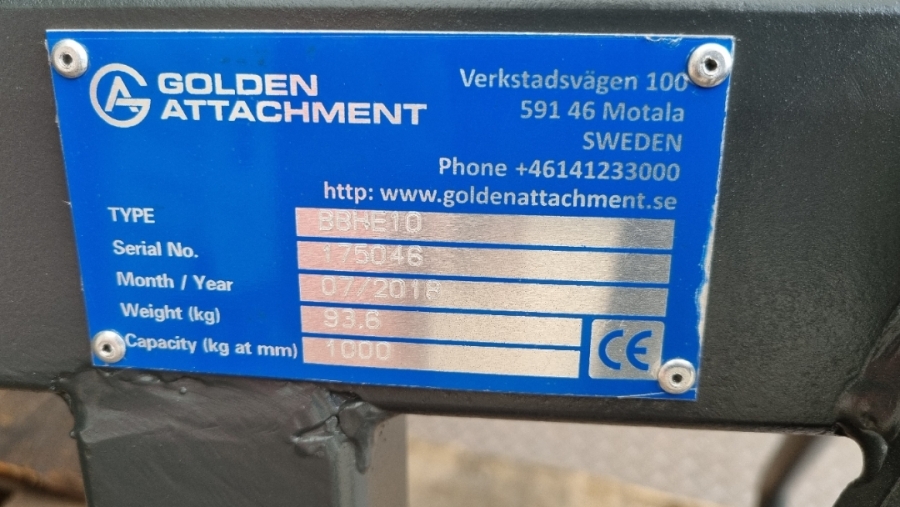 GOLDEN
ATTACHMENT
Verkstadsvägen 100
591 46 Motala
SWEDEN
Phone +46141233000
http: www.goldenattachment.se
TYPE BBHE10
Serial No. 175046
Month / Year 07/2018
Weight (kg) 93.6
Capacity (kg at mm) 1000
CE